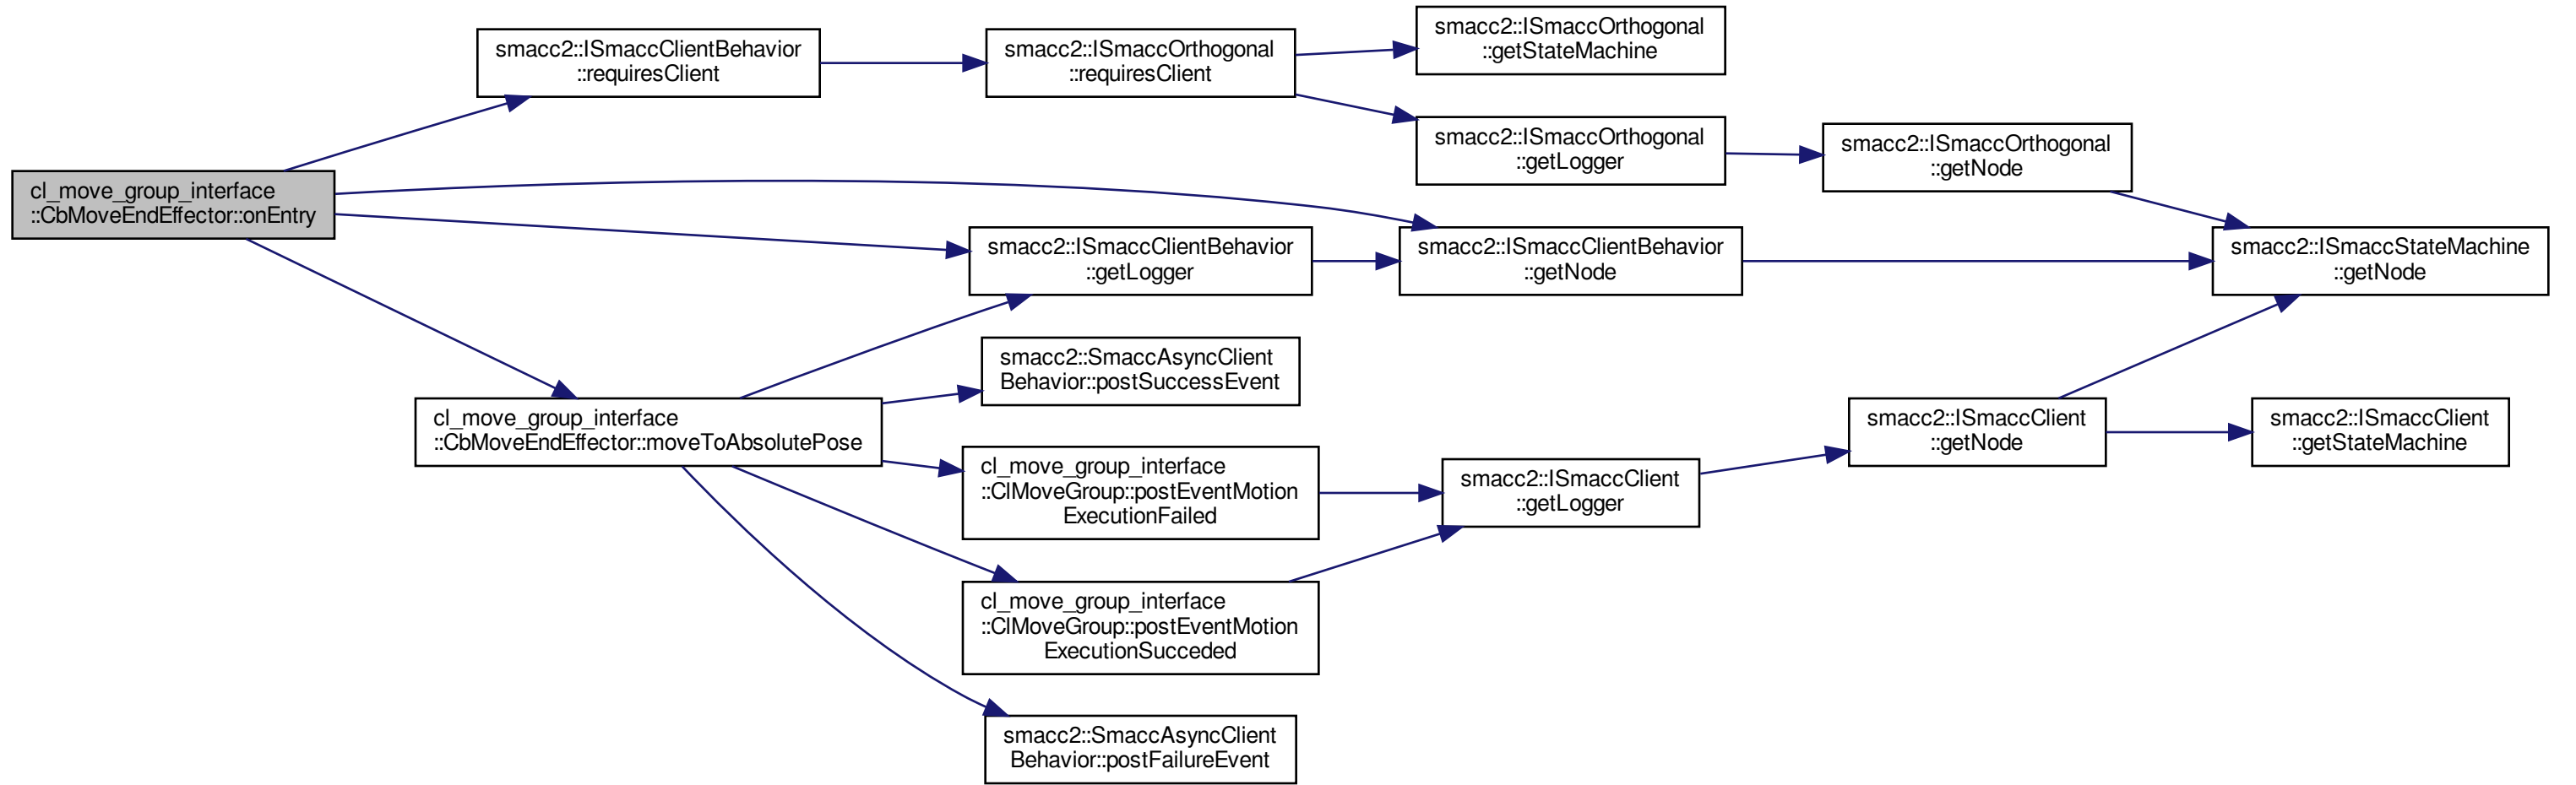 smacc2::ISmaccOrthogonal
::getStateMachine
smacc2::ISmaccClientBehavior
::requiresClient
smacc2::ISmaccOrthogonal
::requiresClient
smacc2::ISmaccOrthogonal
::getLogger
smacc2::ISmaccOrthogonal
::getNode
cl_move_group_interface
::CbMoveEndEffector::onEntry
smacc2::ISmaccClientBehavior
::getLogger
smacc2::ISmaccClientBehavior
::getNode
smacc2::ISmaccStateMachine
::getNode
smacc2::SmaccAsyncClient
Behavior::postSuccessEvent
cl_move_group_interface
::CbMoveEndEffector::moveToAbsolutePose
smacc2::ISmaccClient
::getNode
smacc2::ISmaccClient
::getStateMachine
cl_move_group_interface
::ClMoveGroup::postEventMotion
ExecutionFailed
smacc2::ISmaccClient
::getLogger
cl_move_group_interface
::ClMoveGroup::postEventMotion
ExecutionSucceded
smacc2::SmaccAsyncClient
Behavior::postFailureEvent